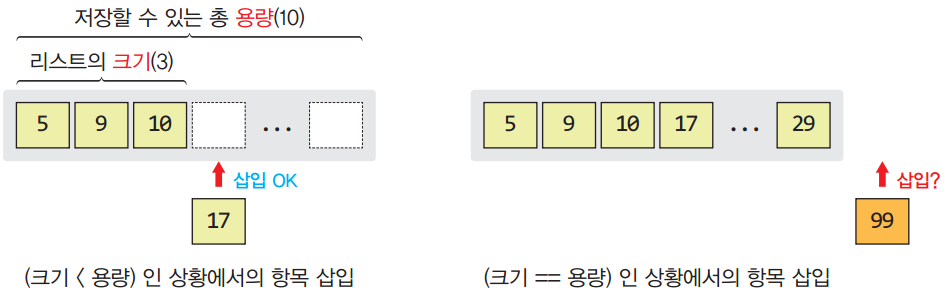 저장할 수 있는 총 용량(10)
리스트의 크기(3)
5 9 10 ...
삽입 OK
17
(크기 < 용량) 인 상황에서의 항목 삽입
5 9 10 17 ... 29
삽입?
99
(크기 == 용량) 인 상황에서의 항목 삽입